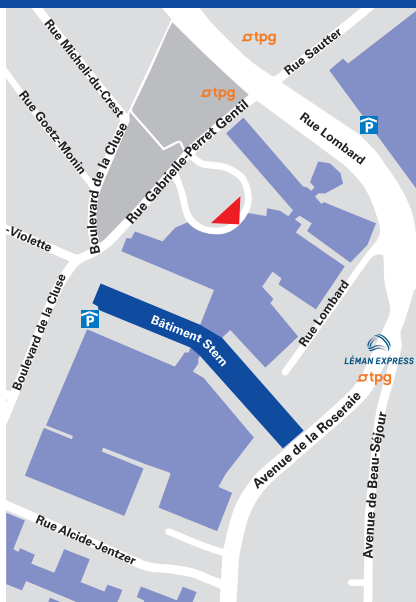 Rue Micheli-du-Crest
tpg
Rue Sautter
tpg
Rue Goetz-Monin
Boulevard de la Cluse
Rue Gabrielle-Perret Gentil
Rue Lombard
P
-Violette
Boulevard de la Cluse
P
Bâtiment Stern
Rue Lombard
LÉMAN EXPRESS
tpg
Avenue de la Roseraie
Avenue de Beau-Séjour
Rue Alcide-Jentzer